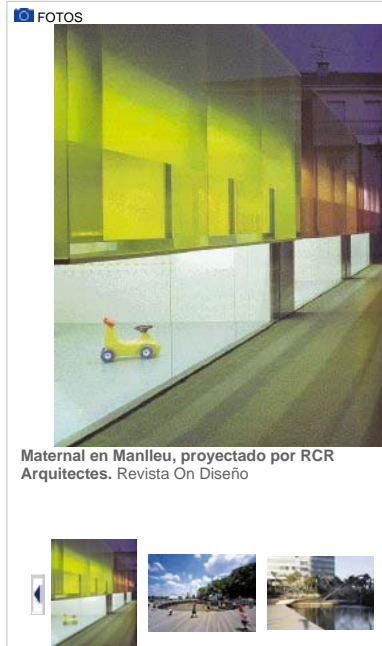 FOTOS
Maternal en Manlleu, proyectado por RCR
Arquitectes. Revista On Diseño